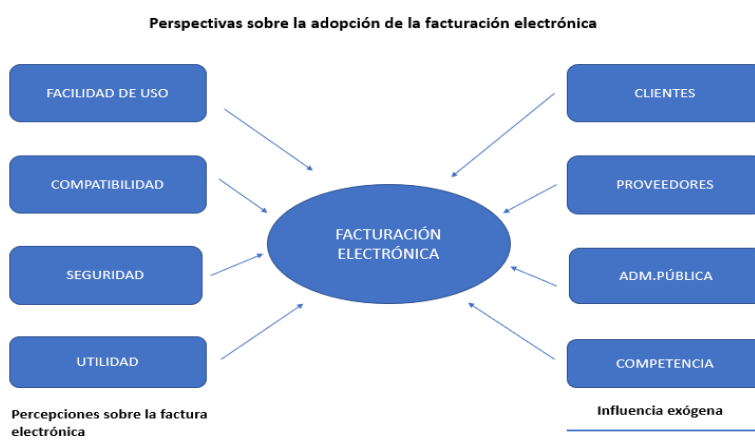 Perspectivas sobre la adopción de la facturación electrónica
FACILIDAD DE USO
COMPATIBILIDAD
SEGURIDAD
UTILIDAD
Percepciones sobre la factura
electrónica
FACTURACIÓN
ELECTRÓNICA
CLIENTES
PROVEEDORES
ADM.PÚBLICA
COMPETENCIA
Influencia exógena